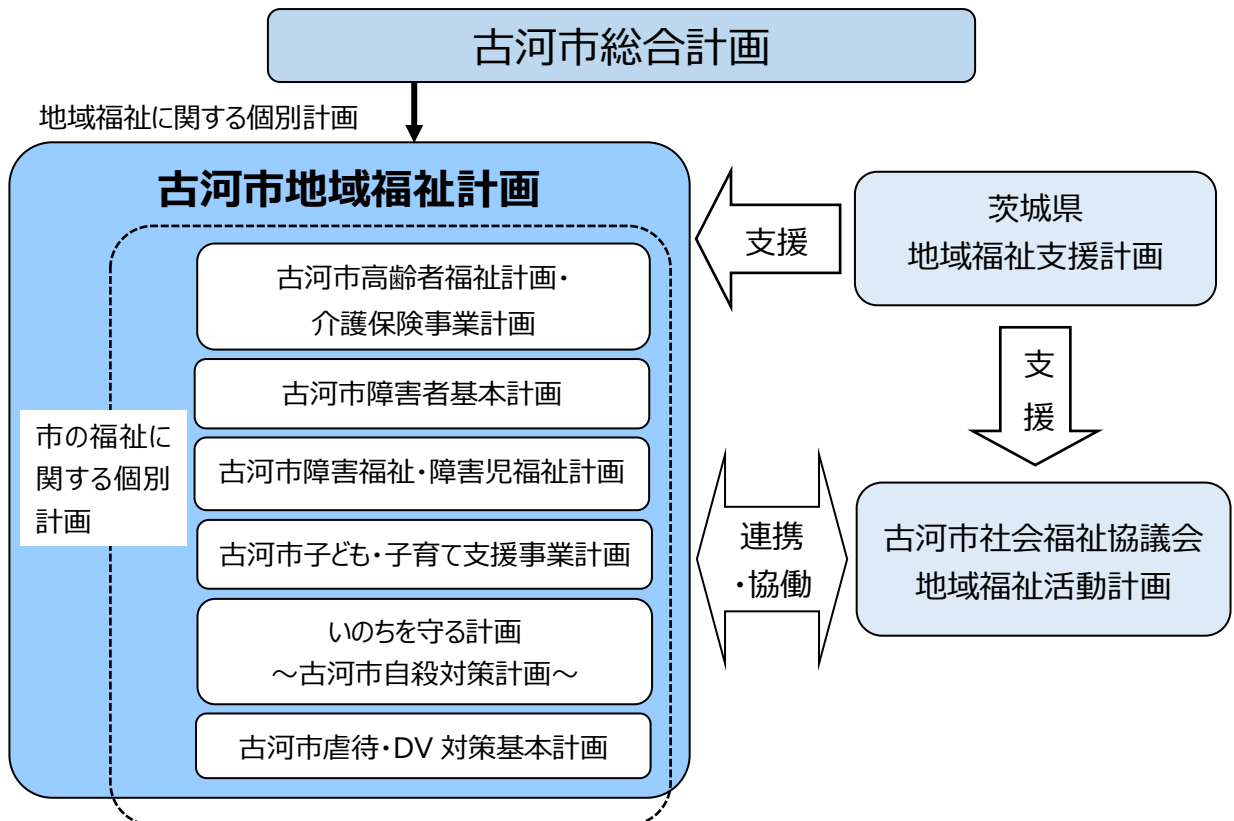 古河市総合計画
地域福祉に関する個別計画
古河市地域福祉計画
古河市高齢者福祉計画・
介護保険事業計画
古河市障害者基本計画
古河市障害福祉・障害児福祉計画
古河市子ども・子育て支援事業計画
いのちを守る計画
～古河市自殺対策計画～
古河市虐待・DV 対策基本計画
市の福祉に
関する個別
計画
支援
茨城県
地域福祉支援計画
支
援
連携
・協働
古河市社会福祉協議会
地域福祉活動計画